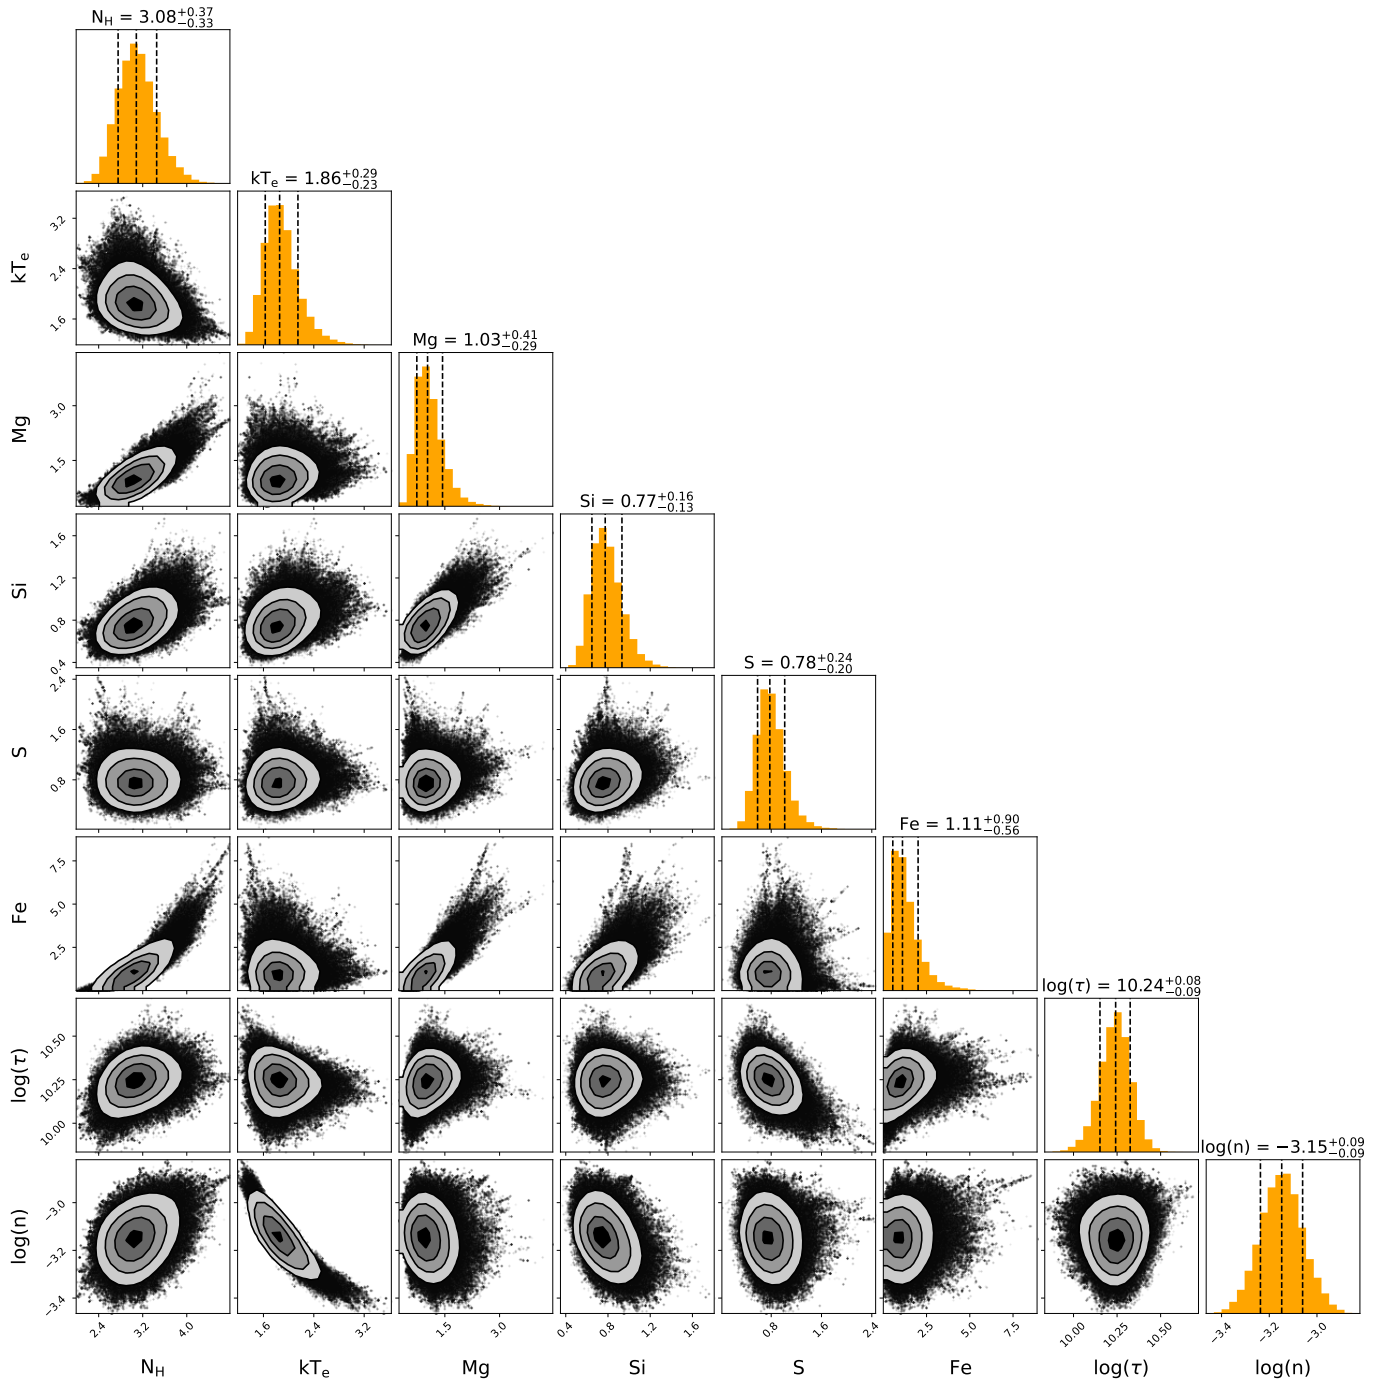 N_H = 3.08^{+0.37}_{-0.33}
kT_e = 1.86^{+0.29}_{-0.23}
3.2
2.4
1.6
kT_e
Mg = 1.03^{+0.41}_{-0.29}
3.0
1.5
Mg
Si = 0.77^{+0.16}_{-0.13}
1.6
1.2
0.8
0.4
Si
S = 0.78^{+0.24}_{-0.20}
2.4
1.6
0.8
S
Fe = 1.11^{+0.90}_{-0.56}
7.5
5.0
2.5
Fe
log(τ) = 10.24^{+0.08}_{-0.09}
10.50
10.25
10.00
log(τ)
log(n) = −3.15^{+0.09}_{-0.09}
−3.0
−3.2
−3.4
log(n)
2.4 3.2 4.0 1.6 2.4 3.2 1.5 3.0 0.4 0.8 1.2 1.6 0.8 1.6 2.4 2.5 5.0 7.5 10.00 10.25 10.50 −3.4 −3.2 −3.0
N_H kT_e Mg Si S Fe log(τ) log(n)